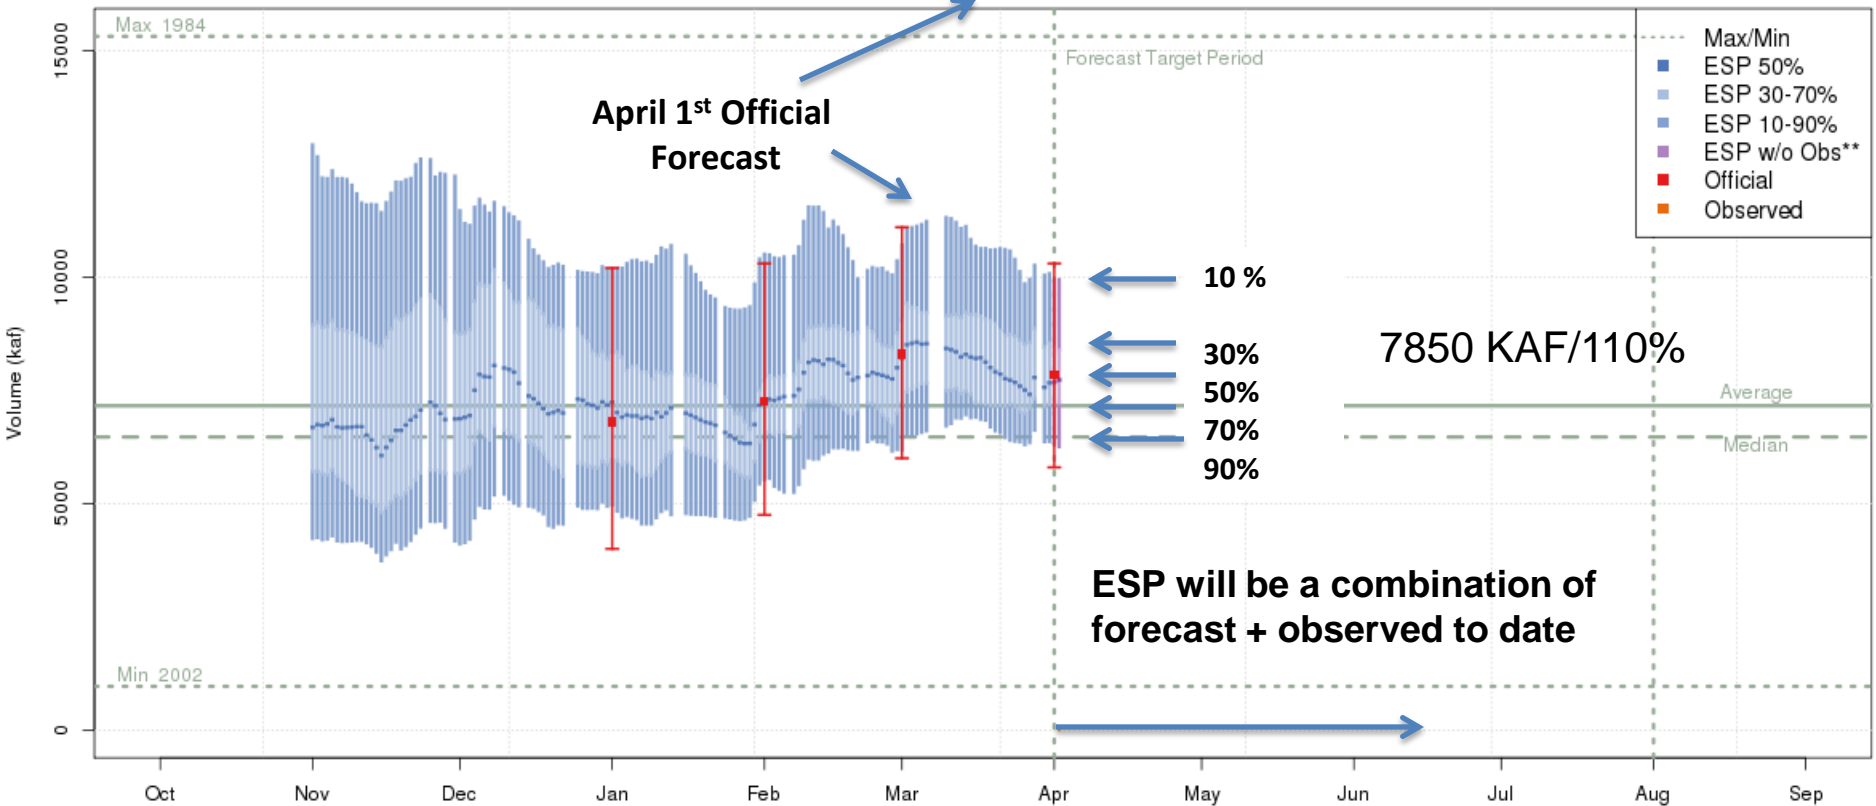 Max 1984
15000
Forecast Target Period
Max/Min
ESP 50%
ESP 30-70%
ESP 10-90%
ESP w/o Obs**
Official
Observed
April 1st Official
Forecast
10000
10 %
30%
50%
70%
90%
7850 KAF/110%
Average
Median
Volume (kaf)
5000
ESP will be a combination of
forecast + observed to date
Min 2002
0
Oct Nov Dec Jan Feb Mar Apr May Jun Jul Aug Sep